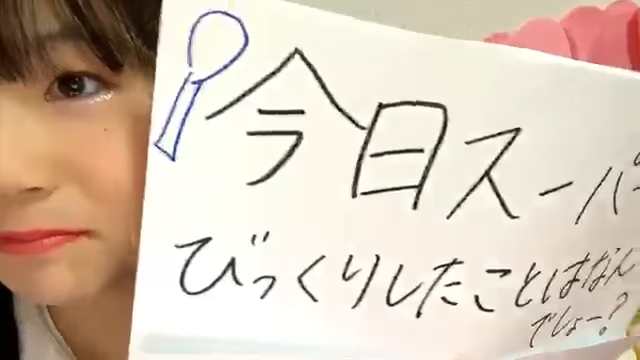 今日スーパ
びっくりしたことはなん
でしょー?